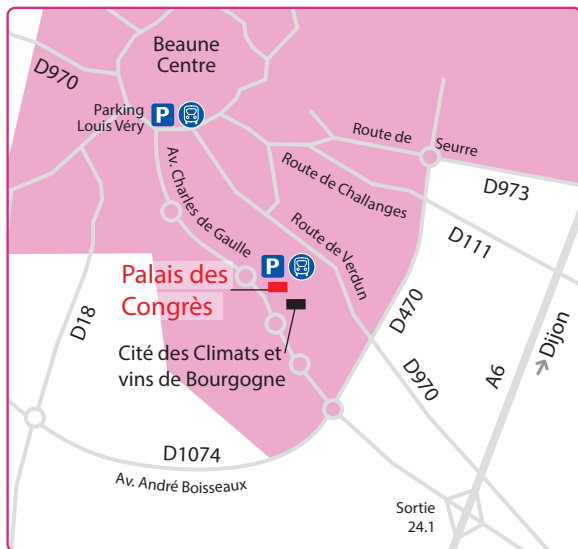 Beaune
Centre
D970
Parking
Louis Véry
P
Route de
Seurre
Av. Charles de Gaulle
Route de Challanges
D973
Route de Verdun
D111
P
Palais des
Congrès
D18
D470
Dijon
Cité des Climats et
vins de Bourgogne
A6
D970
D1074
Av. André Boisseaux
Sortie
24.1